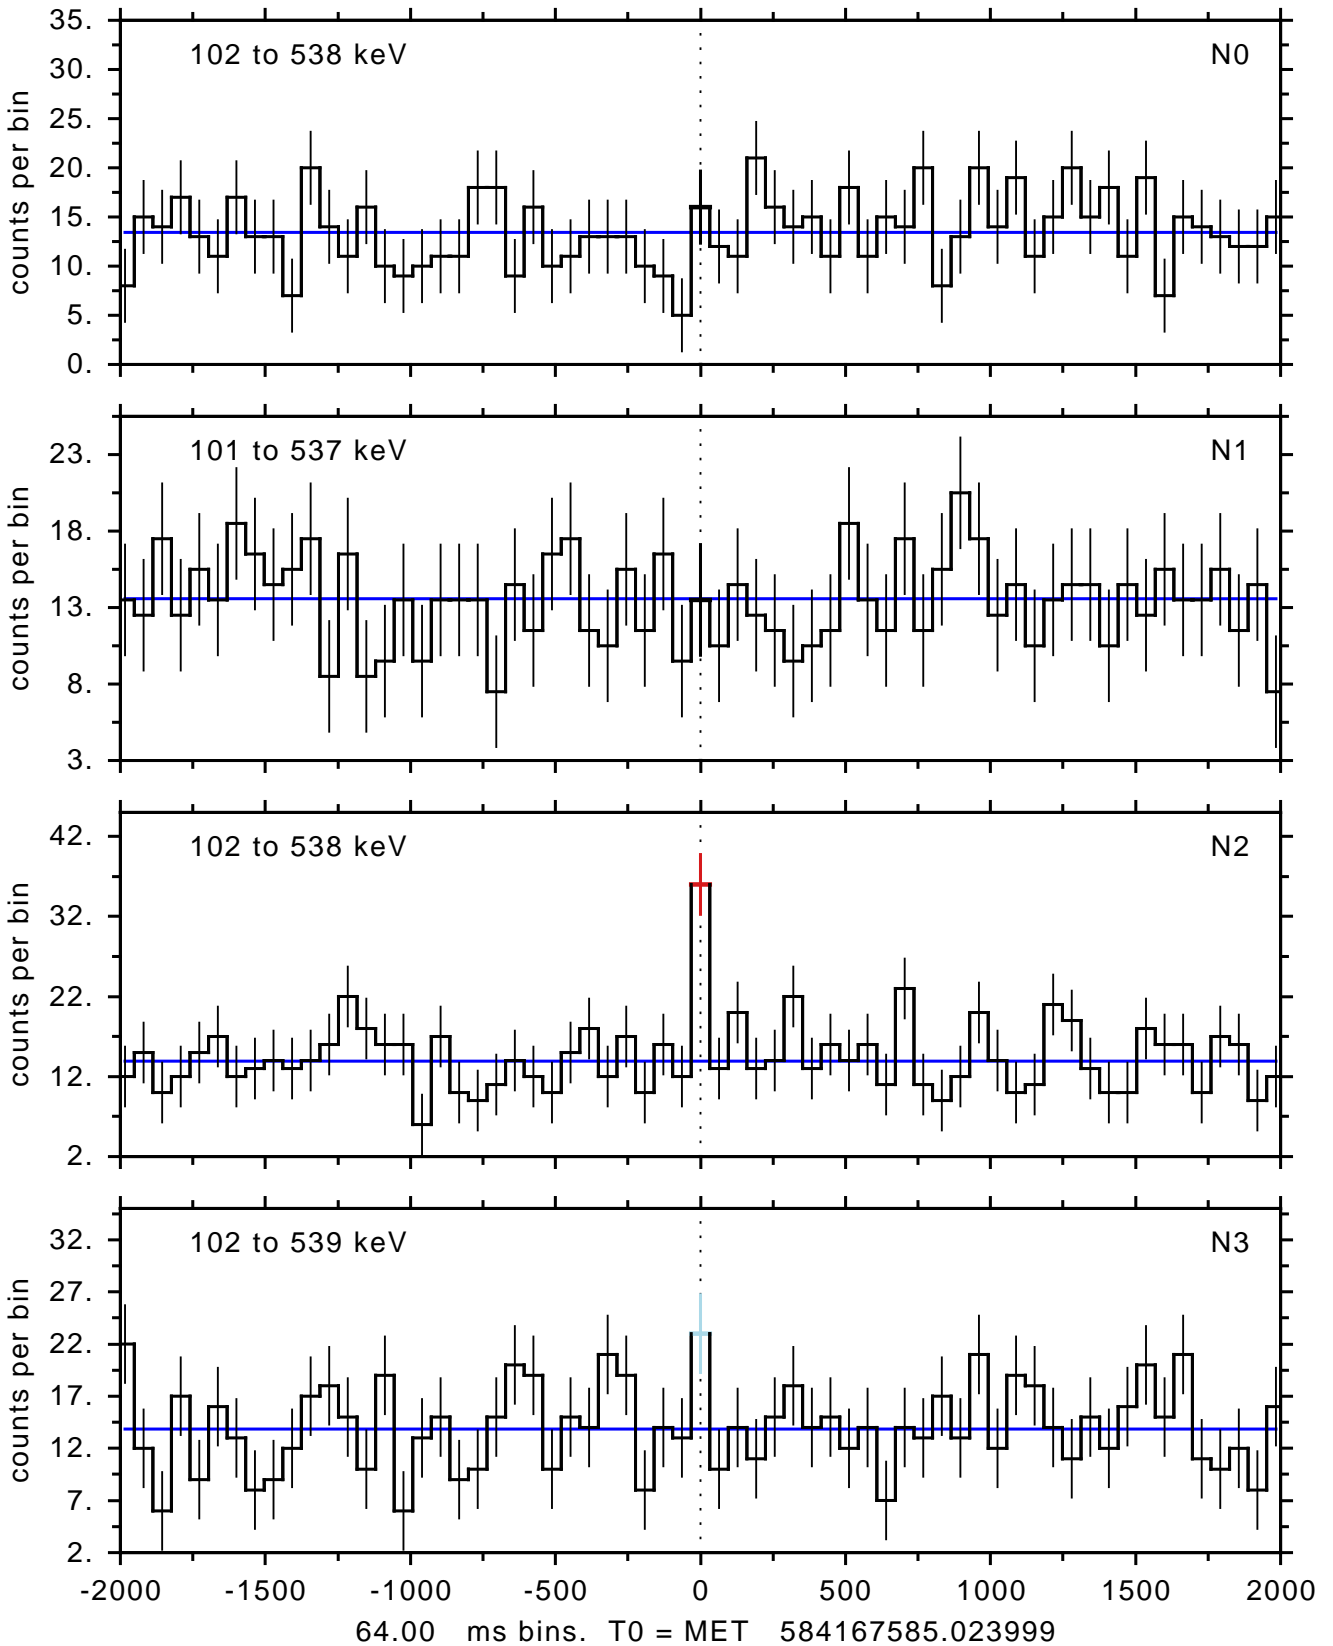 35.
30.
25.
20.
15.
10.
5.
0.
counts per bin
102 to 538 keV
N0
23.
18.
13.
8.
3.
counts per bin
101 to 537 keV
N1
42.
32.
22.
12.
2.
counts per bin
102 to 538 keV
N2
32.
27.
22.
17.
12.
7.
2.
counts per bin
102 to 539 keV
N3
-2000 -1500 -1000 -500 0 500 1000 1500 2000
64.00 ms bins. T0 = MET 584167585.023999